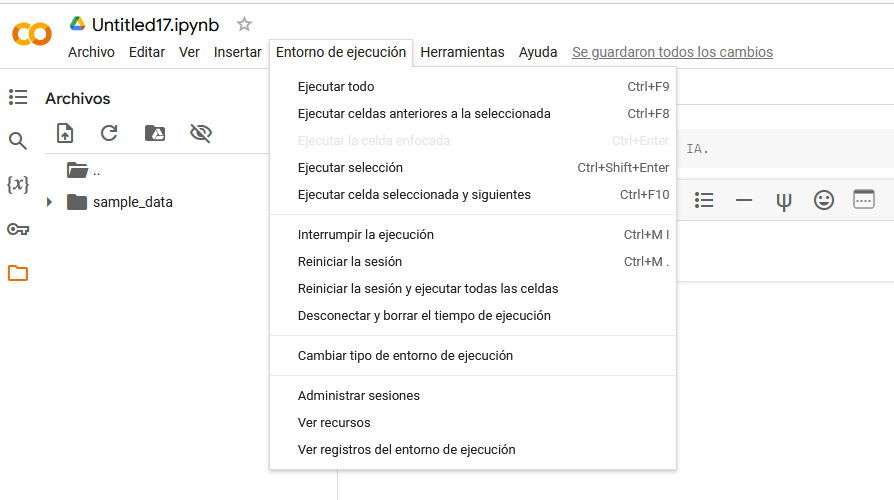 Untitled17.ipynb
Archivo Editar Ver Insertar Entorno de ejecución Herramientas Ayuda Se guardaron todos los cambios
Archivos
..
sample_data
Ejecutar todo Ctrl+F9
Ejecutar celdas anteriores a la seleccionada Ctrl+F8
Ejecutar la celda enfocada Ctrl+Enter
Ejecutar selección Ctrl+Shift+Enter
Ejecutar celda seleccionada y siguientes Ctrl+F10
Interrumpir la ejecución Ctrl+M I
Reiniciar la sesión Ctrl+M .
Reiniciar la sesión y ejecutar todas las celdas
Desconectar y borrar el tiempo de ejecución
Cambiar tipo de entorno de ejecución
Administrar sesiones
Ver recursos
Ver registros del entorno de ejecución
IA.